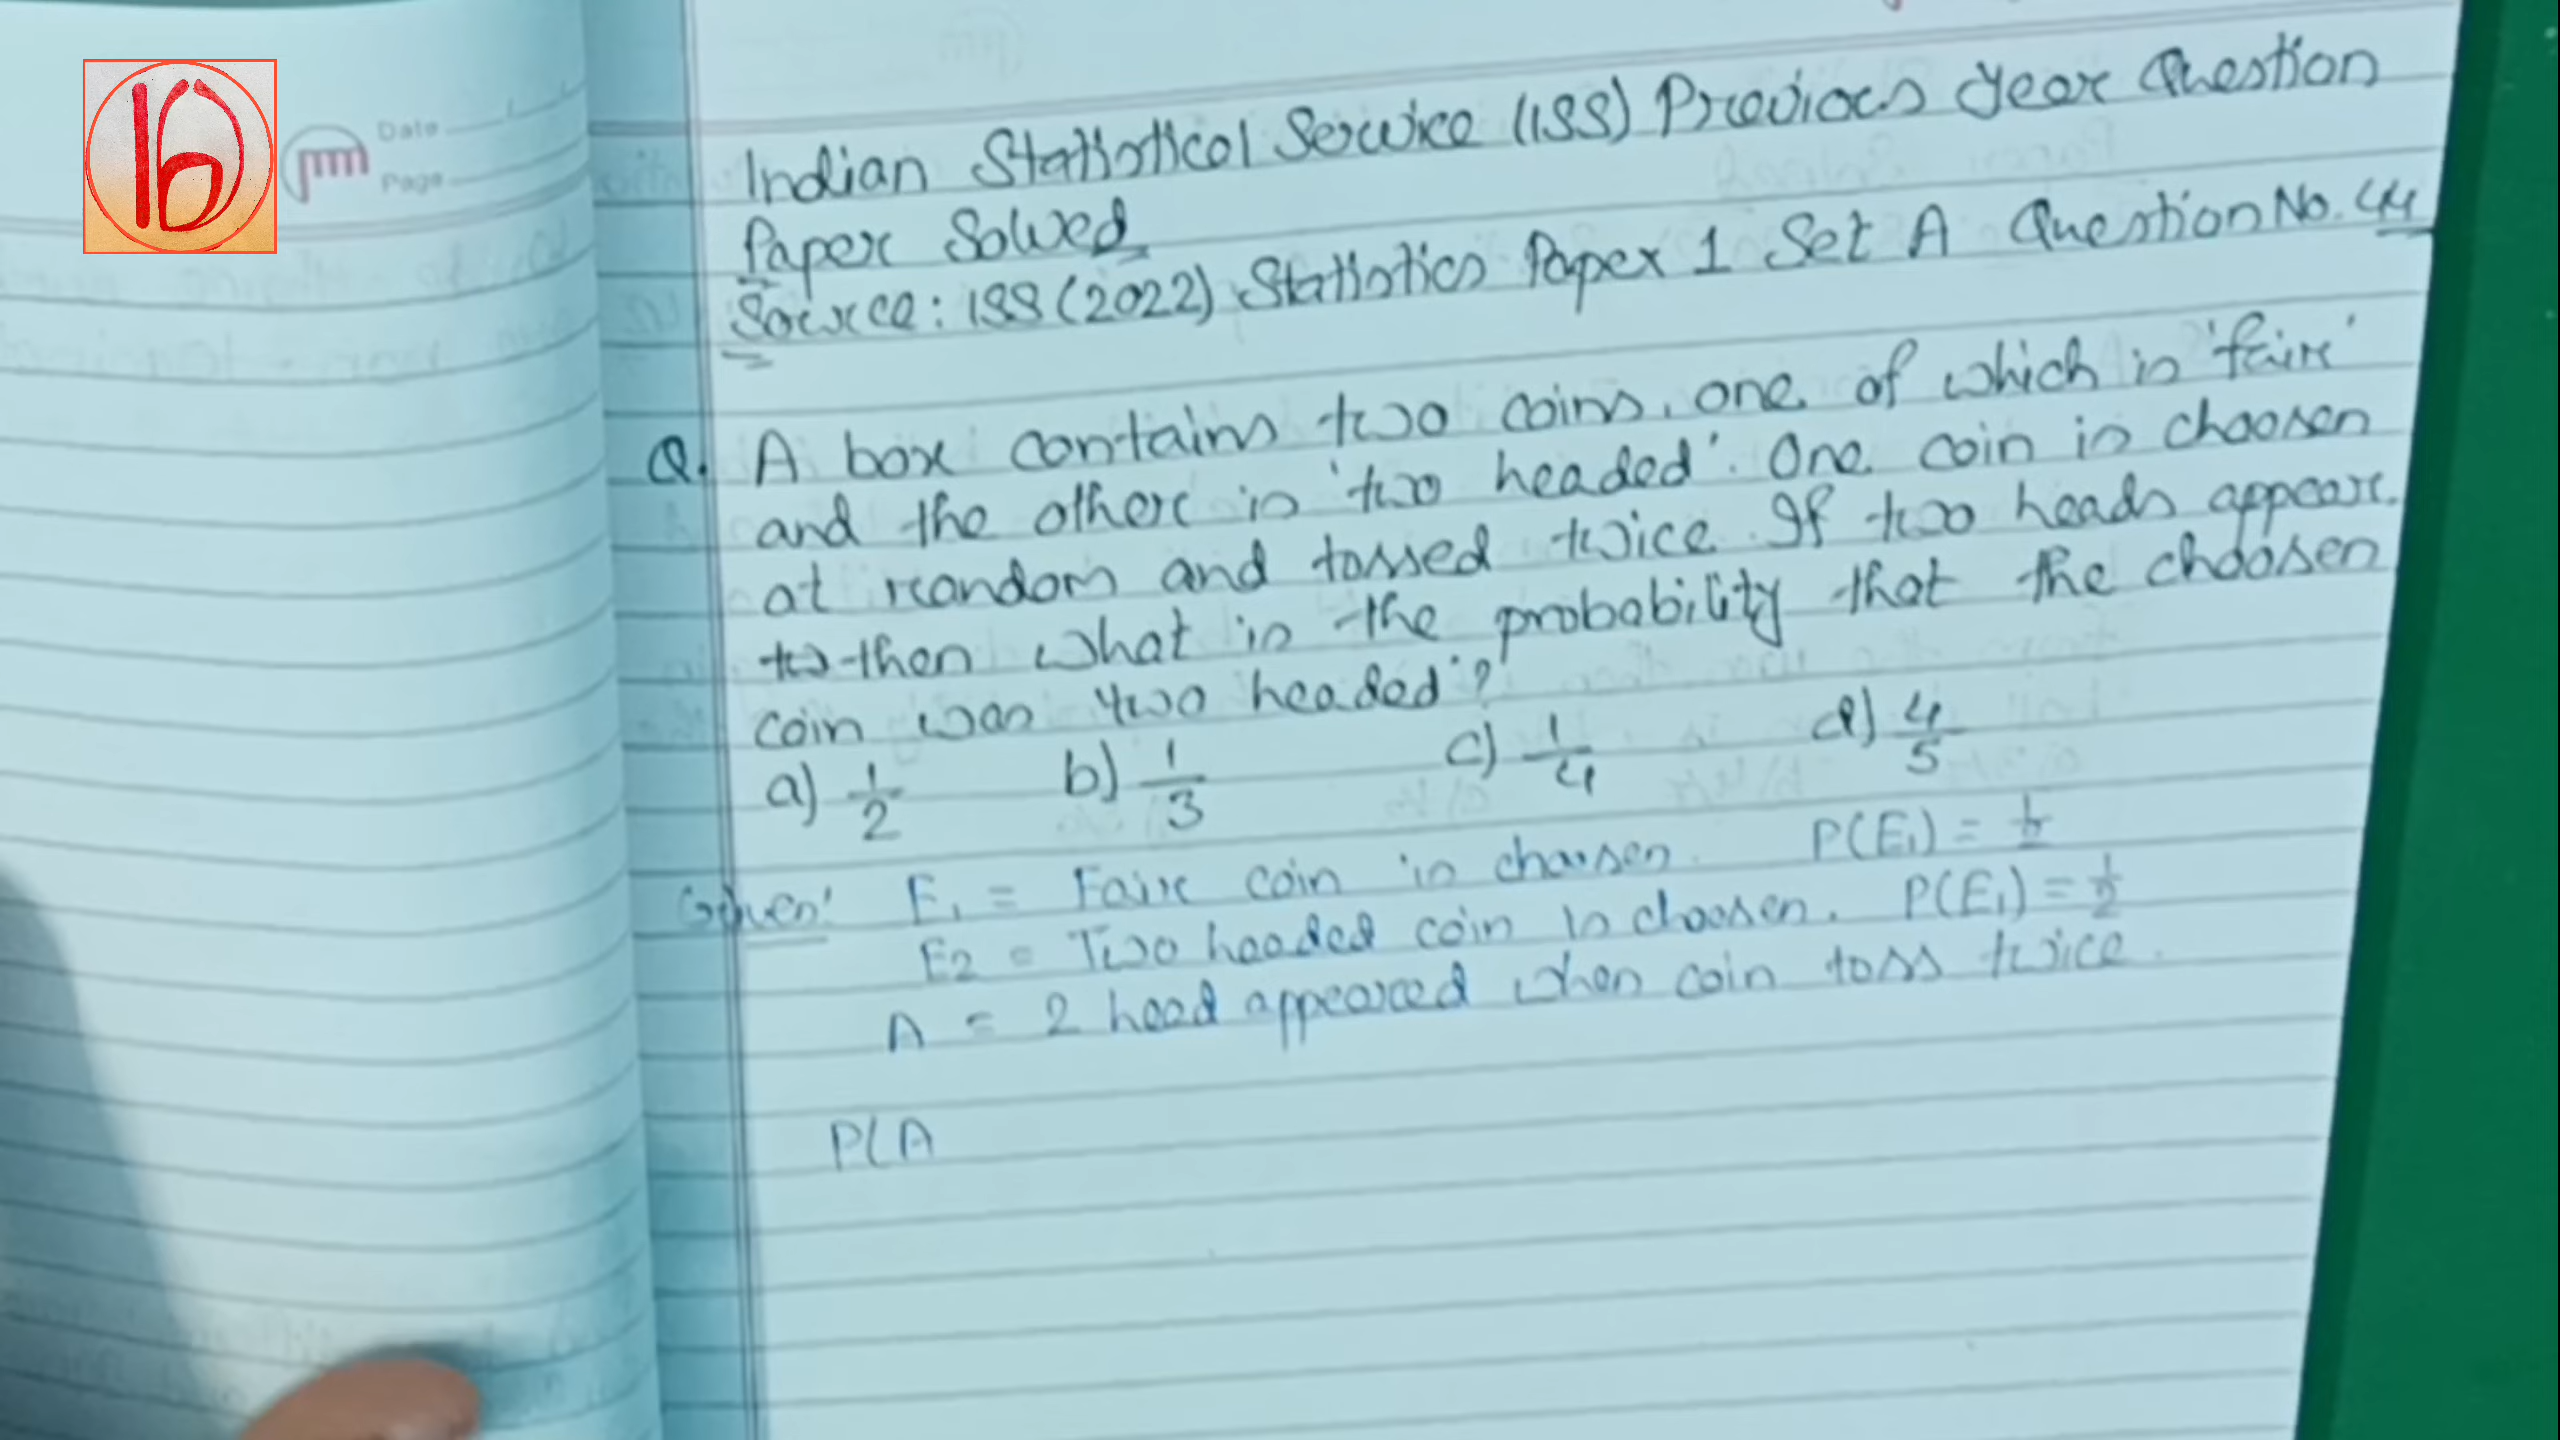 Date
Page
Indian Statistical Service (ISS) Previous Year Question
Paper Solved
Source: ISS (2022) Statistics Paper 1 Set A Question No. 44
Q. A box contains two coins, one of which is 'fair'
and the other is 'two headed'. One coin is choosen
at random and tossed twice. If two heads appear
then what is the probability that the choosen
coin was 'two headed'?
a) 1/2 b) 1/3 c) 1/4 d) 4/5
Given: E1 = Fair coin is choosen. P(E1) = 1/2
E2 = Two headed coin is choosen. P(E1) = 1/2
A = 2 head appeared when coin toss twice.
P(A